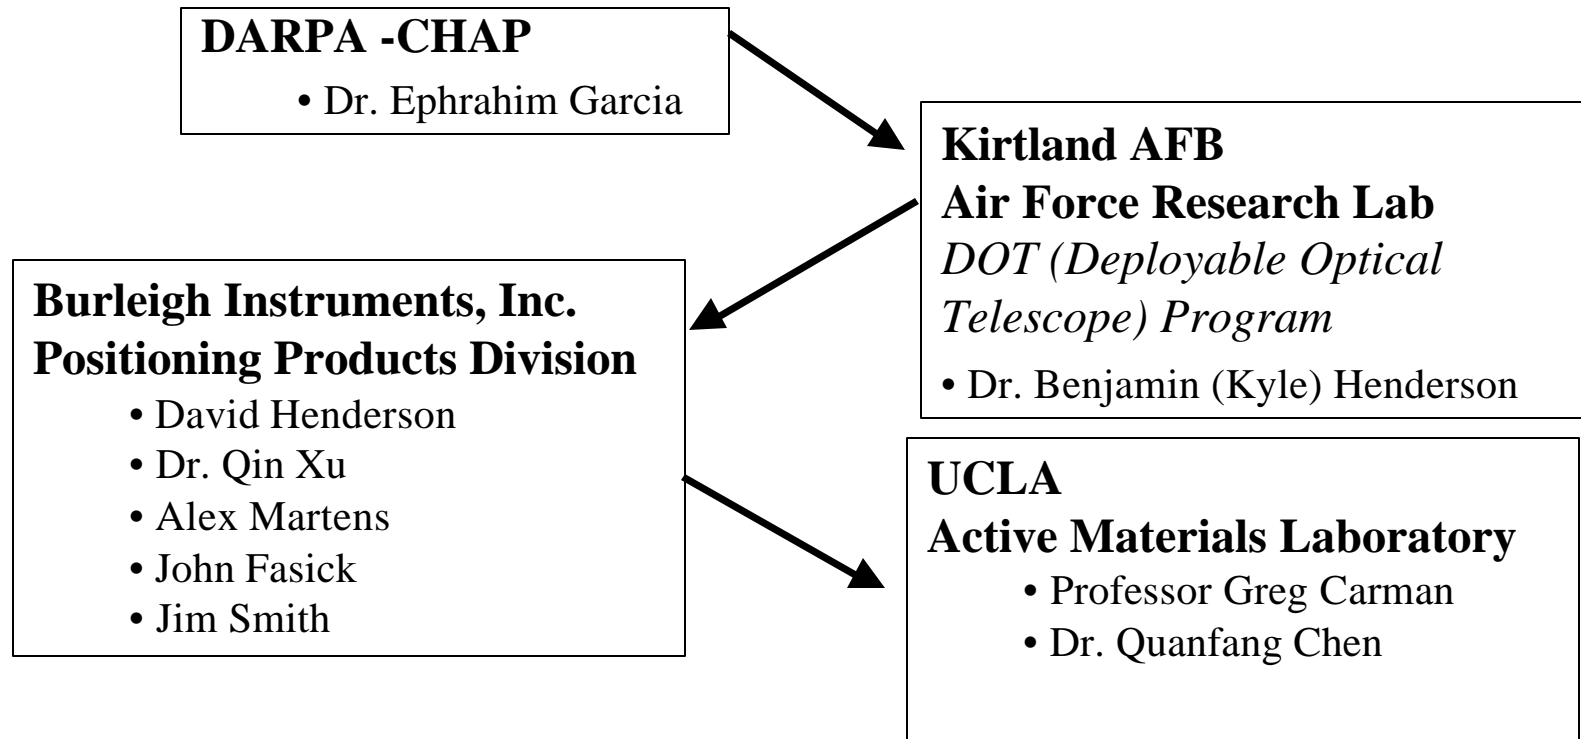 DARPA -CHAP
• Dr. Ephrahim Garcia
Kirtland AFB
Air Force Research Lab
DOT (Deployable Optical
Telescope) Program
• Dr. Benjamin (Kyle) Henderson
Burleigh Instruments, Inc.
Positioning Products Division
• David Henderson
• Dr. Qin Xu
• Alex Martens
• John Fasick
• Jim Smith
UCLA
Active Materials Laboratory
• Professor Greg Carman
• Dr. Quanfang Chen